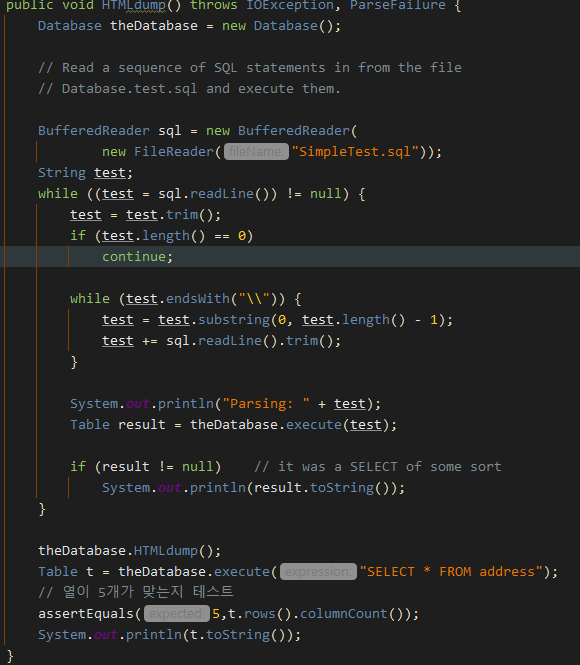 public void HTMLdump() throws IOException, ParseFailure {
Database theDatabase = new Database();
// Read a sequence of SQL statements in from the file
// Database.test.sql and execute them.
BufferedReader sql = new BufferedReader(
new FileReader( fileName: "SimpleTest.sql"));
String test;
while ((test = sql.readLine()) != null) {
test = test.trim();
if (test.length() == 0)
continue;
while (test.endsWith("\\")) {
test = test.substring(0, test.length() - 1);
test += sql.readLine().trim();
}
System.out.println("Parsing: " + test);
Table result = theDatabase.execute(test);
if (result != null)    // it was a SELECT of some sort
System.out.println(result.toString());
}
theDatabase.HTMLdump();
Table t = theDatabase.execute( expression: "SELECT * FROM address");
// 열이 5개가 맞는지 테스트
assertEquals( expected: 5,t.rows().columnCount());
System.out.println(t.toString());
}